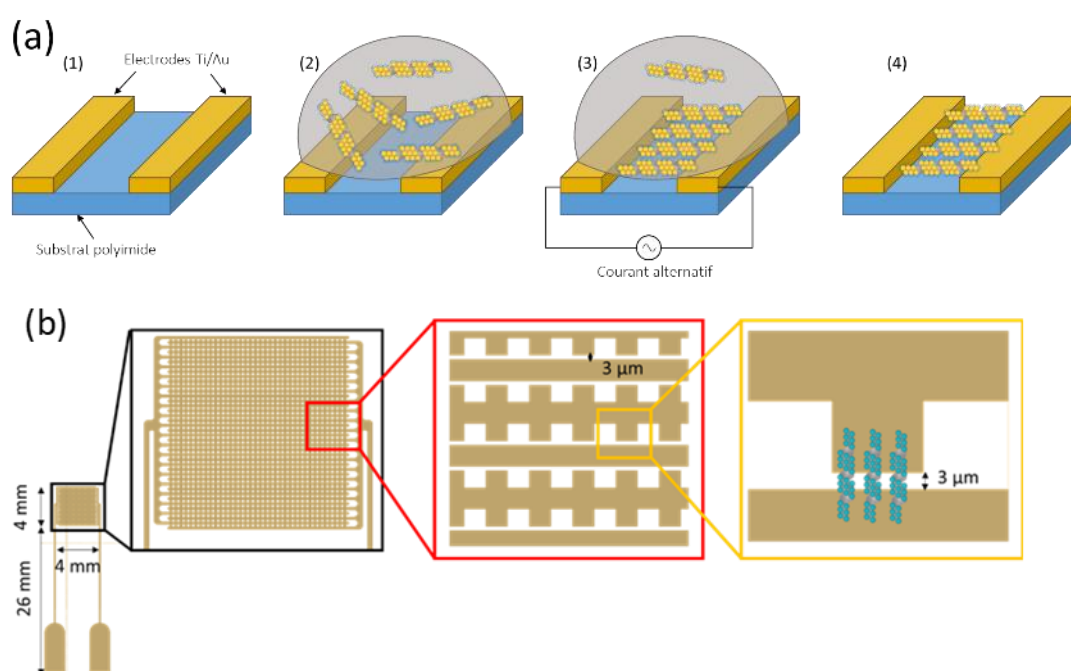 (a)
(1)
Electrodes Ti/Au
(2)
(3)
(4)
Substrat polyimide
Courant alternatif
(b)
3 µm
3 µm
4 mm
4 mm
26 mm